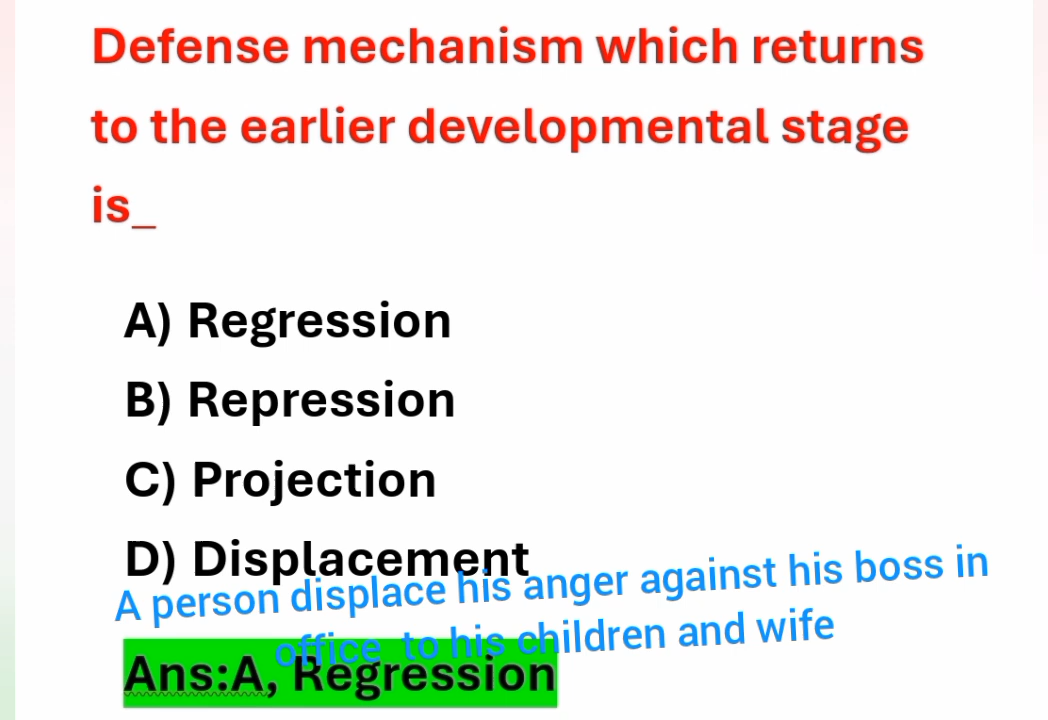 Defense mechanism which returns
to the earlier developmental stage
is_
A) Regression
B) Repression
C) Projection
D) Displacement
A person displace his anger against his boss in
office to his children and wife
Ans:A, Regression